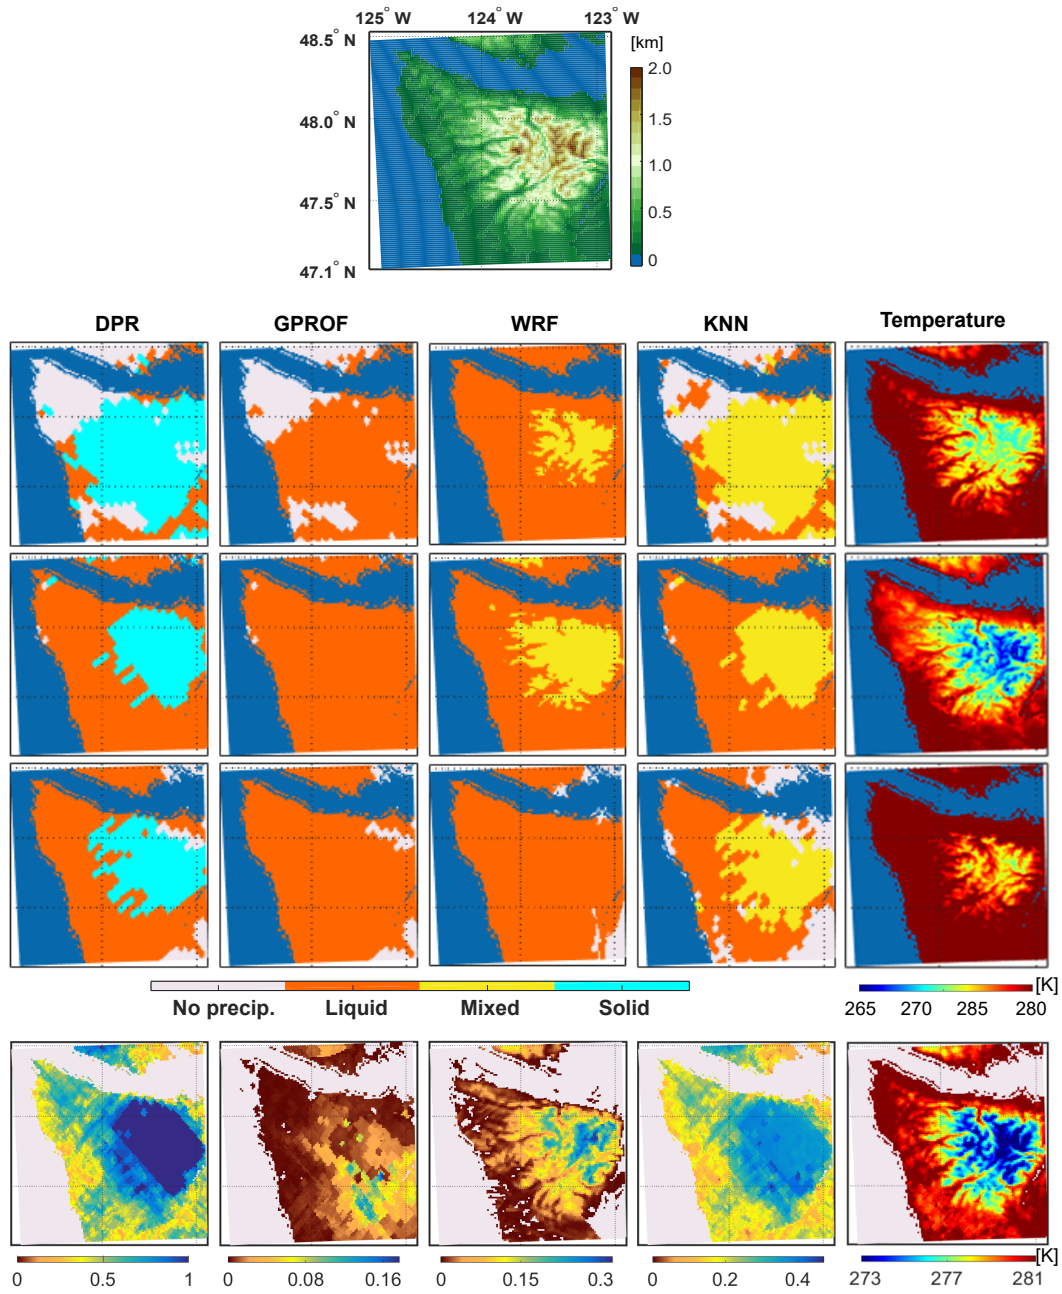 125° W 124° W 123° W
48.5° N
[km]
2.0
48.0° N
1.5
1.0
47.5° N
0.5
47.1° N
0
DPR GPROF WRF KNN Temperature
No precip. Liquid Mixed Solid
265 270 285 280 [K]
0 0.5 1
0 0.08 0.16
0 0.15 0.3
0 0.2 0.4
273 277 281 [K]